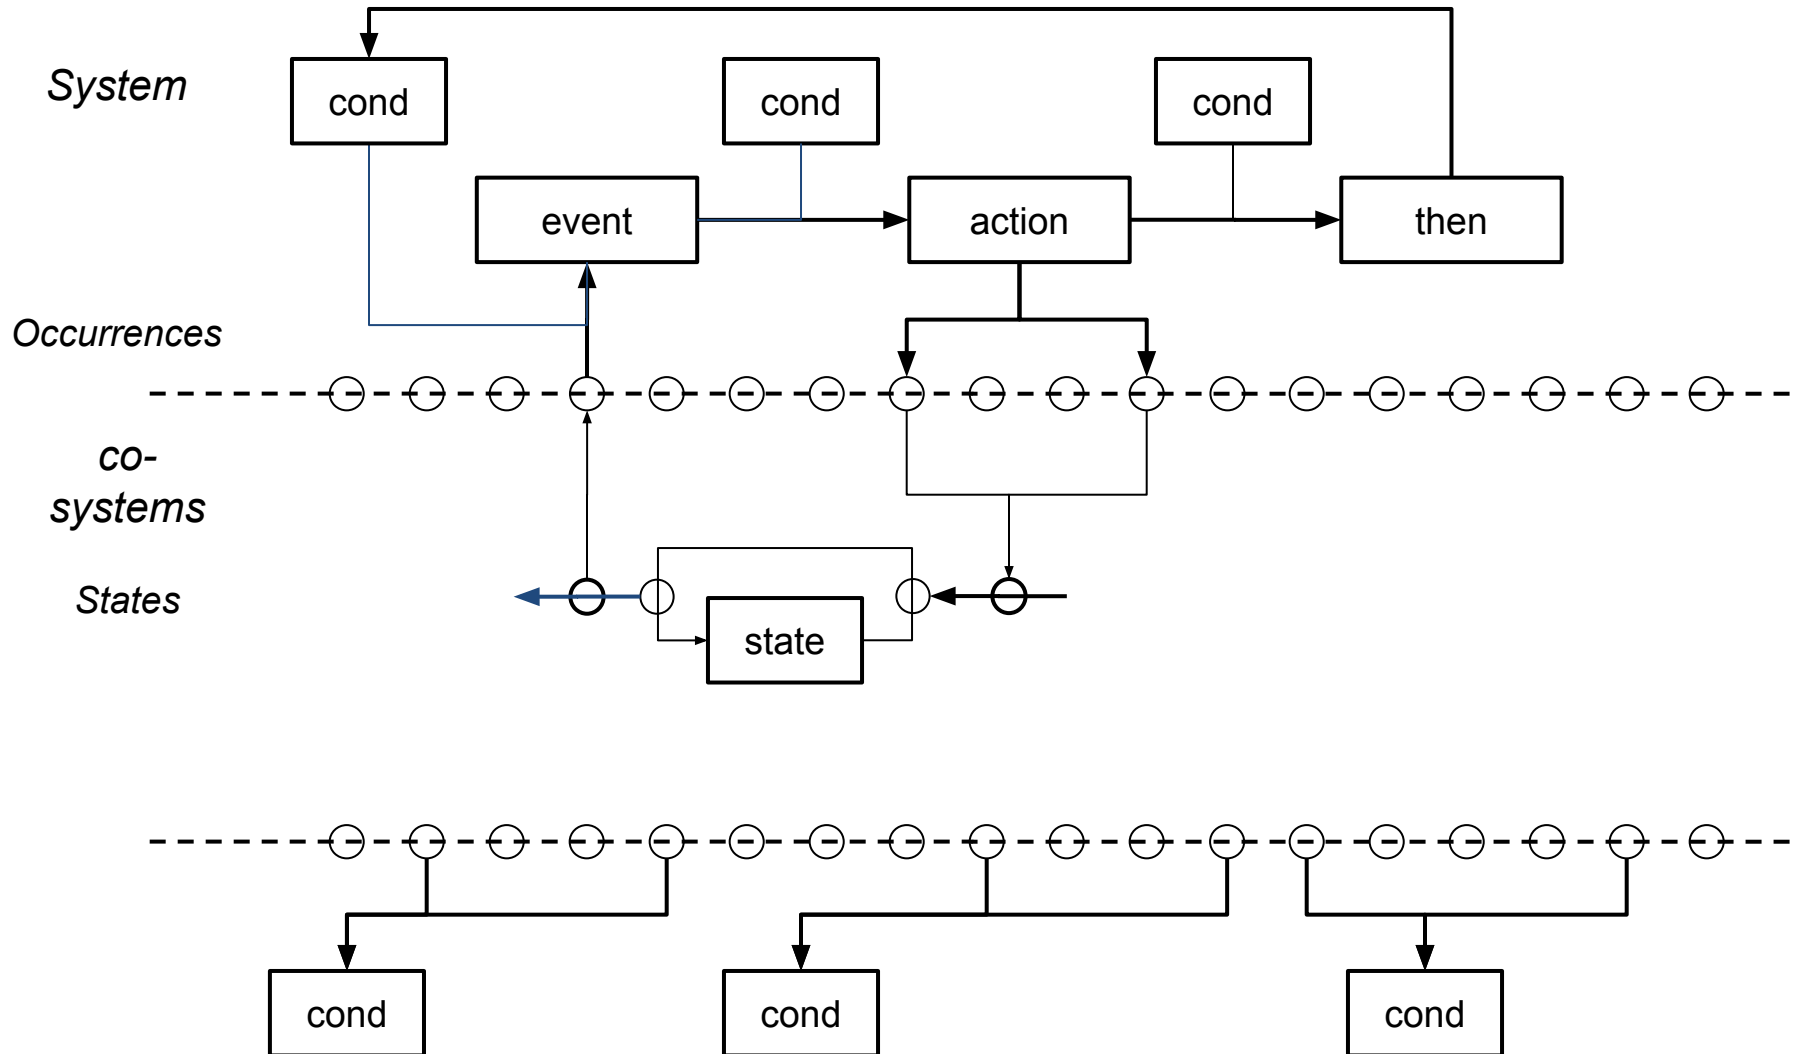 System
cond
cond
cond
event
action
then
Occurrences
co-
systems
States
state
cond
cond
cond